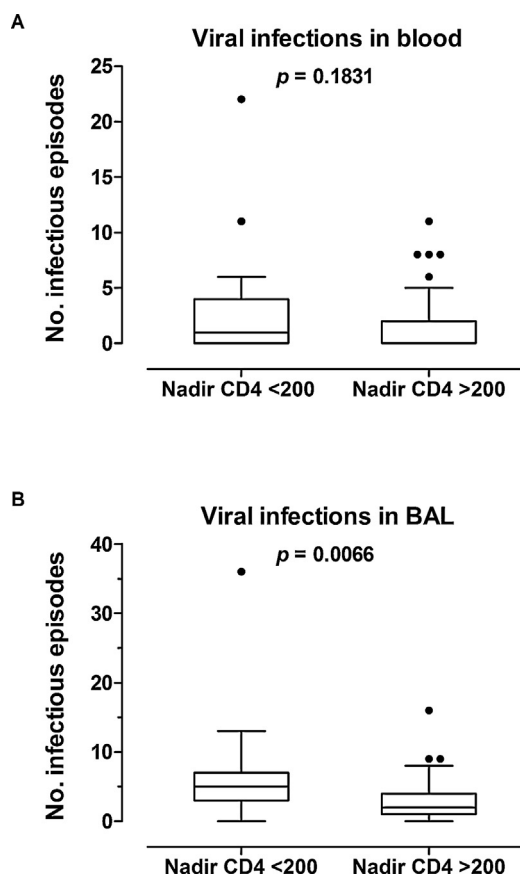 A
Viral infections in blood
p = 0.1831
No. infectious episodes
25
20
15
10
5
0
Nadir CD4 <200
Nadir CD4 >200
B
Viral infections in BAL
p = 0.0066
No. infectious episodes
40
30
20
10
0
Nadir CD4 <200
Nadir CD4 >200